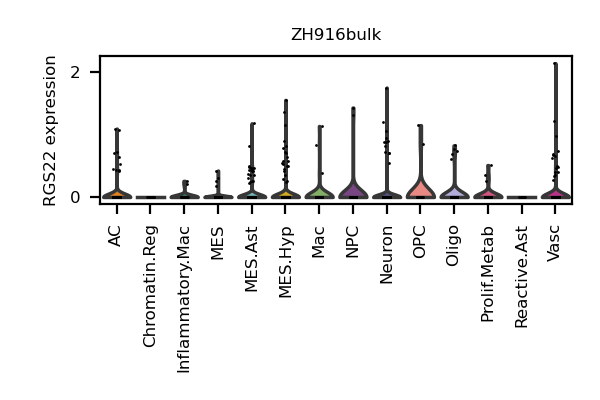 ZH916bulk
RGS22 expression
2
0
AC
Chromatin.Reg
Inflammatory.Mac
MES
MES.Ast
MES.Hyp
Mac
NPC
Neuron
OPC
Oligo
Prolif.Metab
Reactive.Ast
Vasc